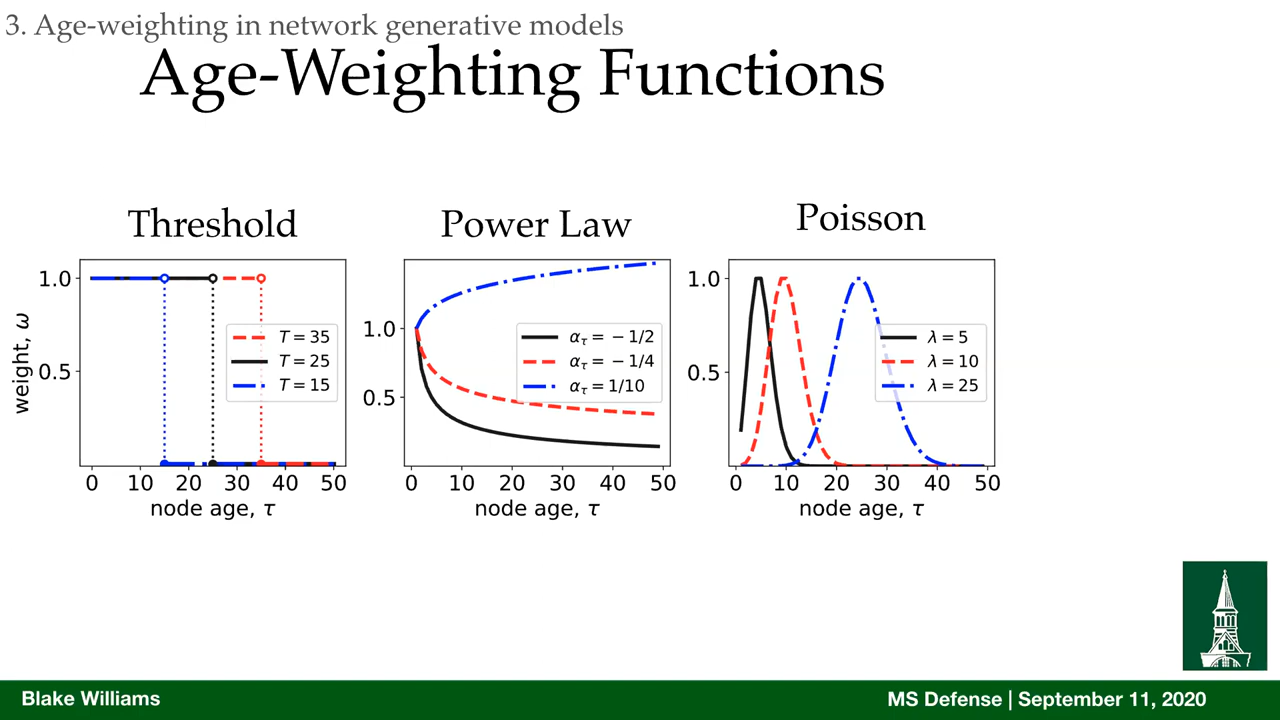 3. Age-weighting in network generative models
Age-Weighting Functions
Threshold
Power Law
Poisson
weight, ω
1.0
0.5
T = 35
T = 25
T = 15
0 10 20 30 40 50
node age, τ
1.0
0.5
α_τ = − 1/2
α_τ = − 1/4
α_τ = 1/10
0 10 20 30 40 50
node age, τ
1.0
0.5
λ = 5
λ = 10
λ = 25
0 10 20 30 40 50
node age, τ
Blake Williams
MS Defense | September 11, 2020